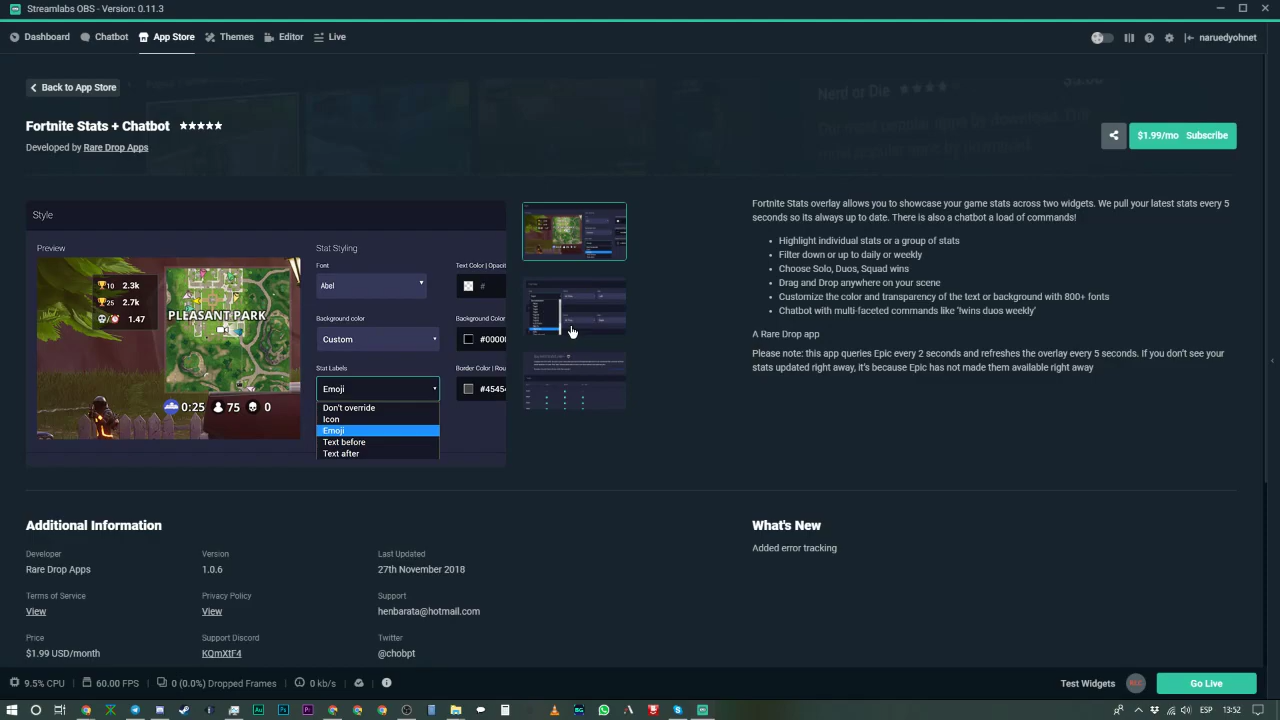 Streamlabs OBS - Version: 0.11.3
Dashboard Chatbot App Store Themes Editor Live naruedyohnet
Back to App Store
Nerd or Die
Fortnite Stats + Chatbot ★★★★★
Developed by Rare Drop Apps
$1.99/mo Subscribe
Style
Preview
Stat Styling
Font
Text Color | Opacit
Abel
#
Background color
Background Color |
Custom
#00000
Stat Labels
Border Color | Rou
Emoji
#45454
Don't override
Icon
Emoji
Text before
Text after
10 2.3k
25 2.7k
1.47
PLEASANT PARK
0:25 75 0
Fortnite Stats overlay allows you to showcase your game stats across two widgets. We pull your latest stats every 5
seconds so its always up to date. There is also a chatbot a load of commands!
• Highlight individual stats or a group of stats
• Filter down or up to daily or weekly
• Choose Solo, Duos, Squad wins
• Drag and Drop anywhere on your scene
• Customize the color and transparency of the text or background with 800+ fonts
• Chatbot with multi-faceted commands like '!wins duos weekly'
A Rare Drop app
Please note: this app queries Epic every 2 seconds and refreshes the overlay every 5 seconds. If you don't see your
stats updated right away, it's because Epic has not made them available right away
Additional Information
Developer
Rare Drop Apps
Version
1.0.6
Last Updated
27th November 2018
Terms of Service
View
Privacy Policy
View
Support
henbarata@hotmail.com
Price
$1.99 USD/month
Support Discord
KQmXtF4
Twitter
@chobpt
What's New
Added error tracking
9.5% CPU 60.00 FPS 0 (0.0%) Dropped Frames 0 kb/s
Test Widgets Go Live
ESP 13:52